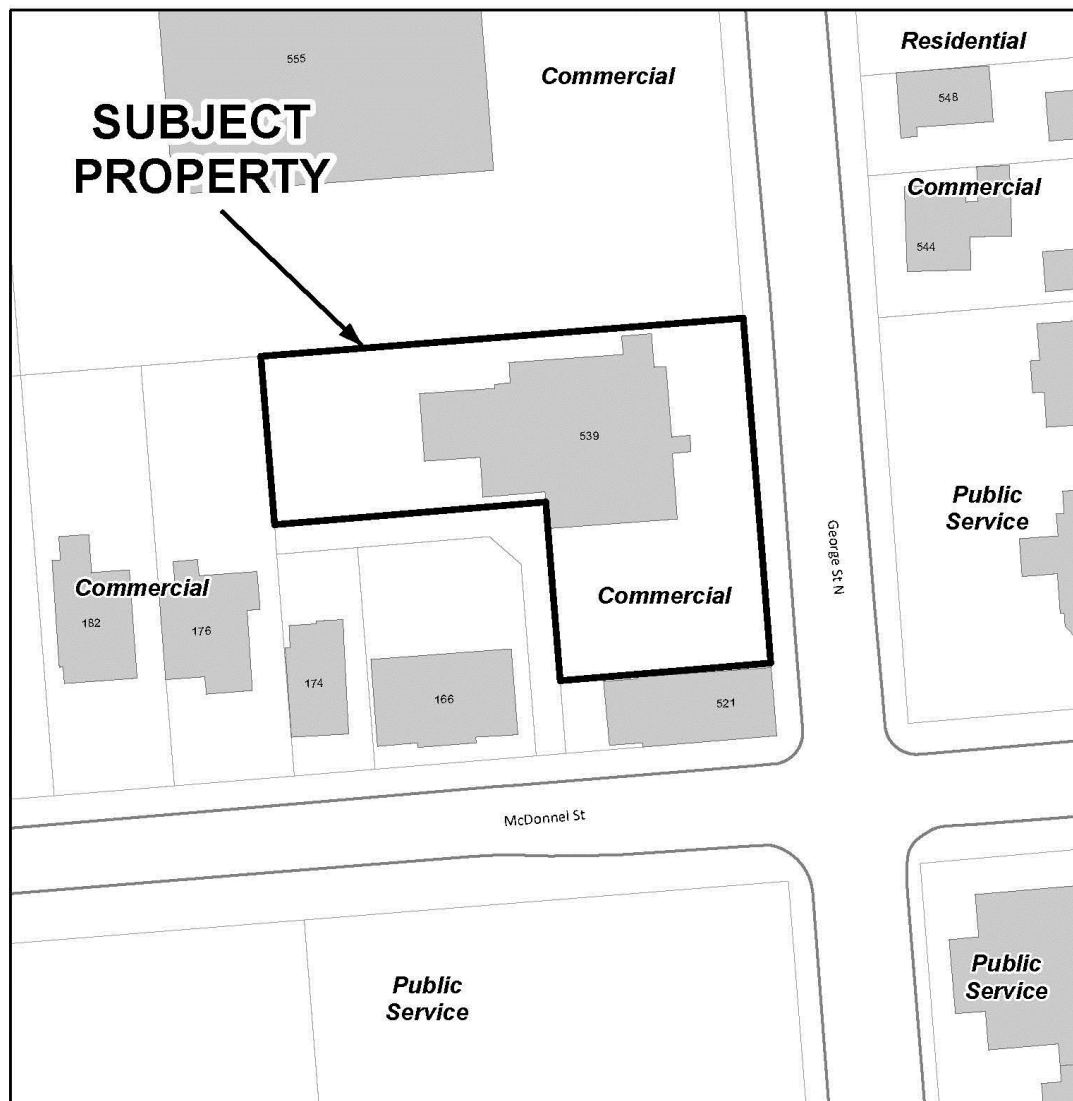 555
Commercial
Residential
548
SUBJECT
PROPERTY
Commercial
544
539
Public
Service
George St N
Commercial
182
176
Commercial
174
166
521
McDonnel St
Public
Service
Public
Service